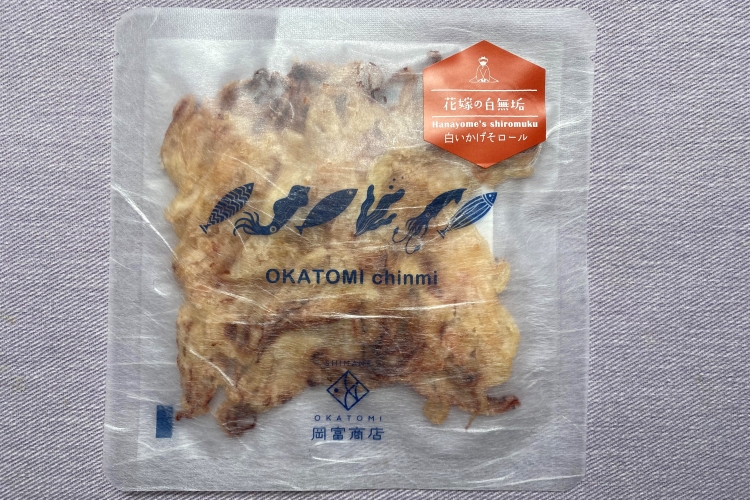 花嫁の白無垢
Hanayome's shiromuku
白いかげそロール
OKATOMI chinmi
SHIMANE
OKATOMI
岡富商店